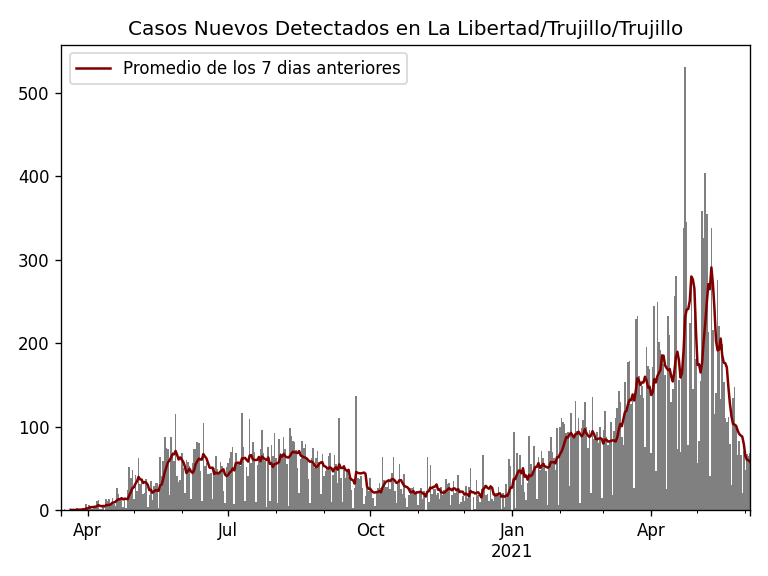 Casos Nuevos Detectados en La Libertad/Trujillo/Trujillo
Promedio de los 7 dias anteriores
500
400
300
200
100
0
Apr
Jul
Oct
Jan
2021
Apr